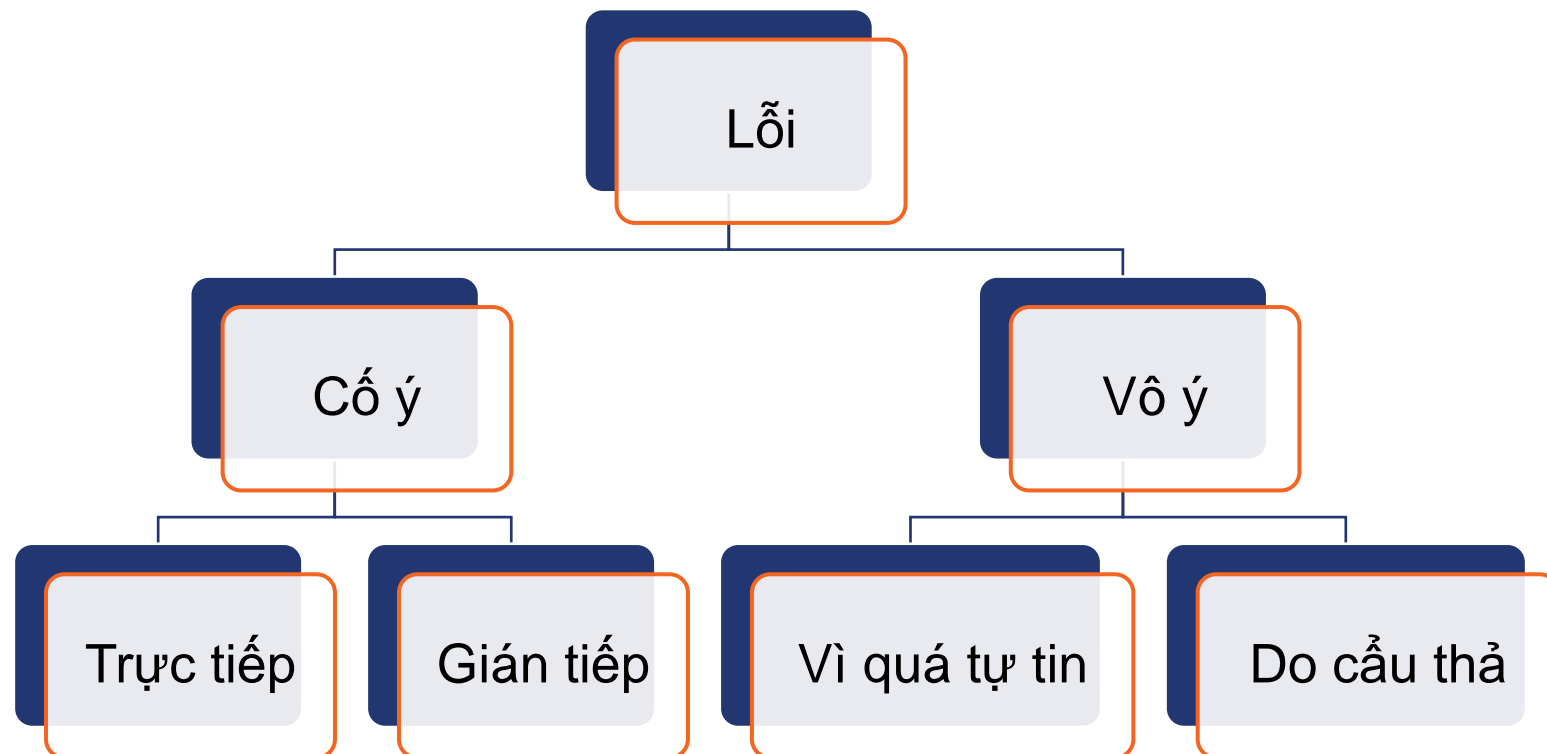 Lỗi
Cố ý
Vô ý
Trực tiếp
Gián tiếp
Vì quá tự tin
Do cẩu thả